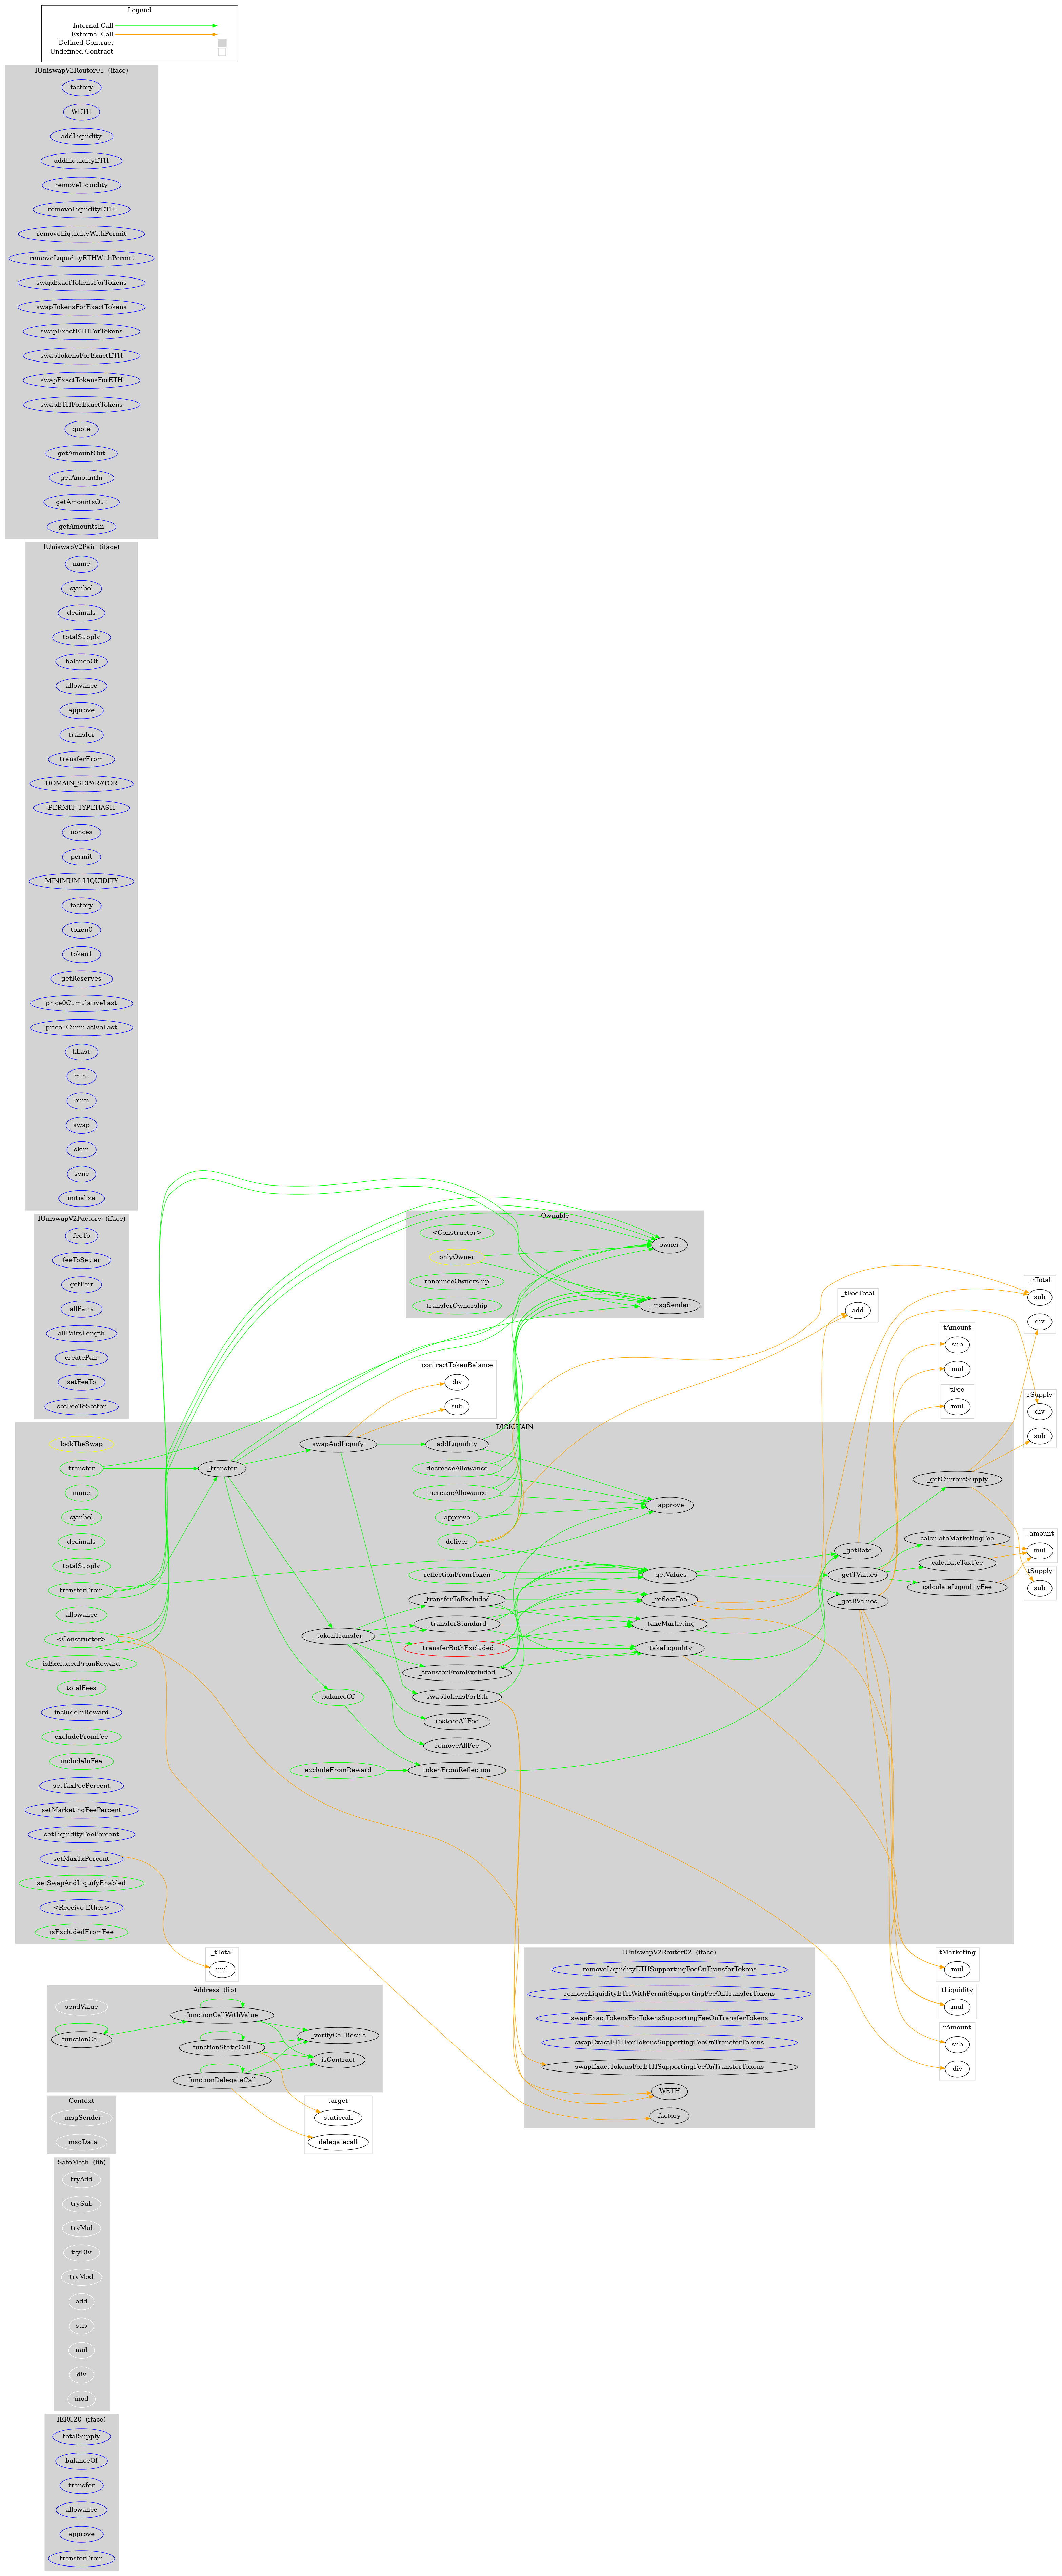 Legend
Internal Call
External Call
Defined Contract
Undefined Contract
IUniswapV2Router01 (iface)
factory
WETH
addLiquidity
addLiquidityETH
removeLiquidity
removeLiquidityETH
removeLiquidityWithPermit
removeLiquidityETHWithPermit
swapExactTokensForTokens
swapTokensForExactTokens
swapExactETHForTokens
swapTokensForExactETH
swapExactTokensForETH
swapETHForExactTokens
quote
getAmountOut
getAmountIn
getAmountsOut
getAmountsIn
IUniswapV2Pair (iface)
name
symbol
decimals
totalSupply
balanceOf
allowance
approve
transfer
transferFrom
DOMAIN_SEPARATOR
PERMIT_TYPEHASH
nonces
permit
MINIMUM_LIQUIDITY
factory
token0
token1
getReserves
price0CumulativeLast
price1CumulativeLast
kLast
mint
burn
swap
skim
sync
initialize
IUniswapV2Factory (iface)
feeTo
feeToSetter
getPair
allPairs
allPairsLength
createPair
setFeeTo
setFeeToSetter
Ownable
<Constructor>
onlyOwner
renounceOwnership
transferOwnership
owner
_msgSender
contractTokenBalance
div
sub
_tFeeTotal
add
_rTotal
sub
div
tAmount
sub
mul
tFee
mul
rSupply
div
sub
DIGICHAIN
lockTheSwap
transfer
name
symbol
decimals
totalSupply
transferFrom
allowance
<Constructor>
isExcludedFromReward
totalFees
includeInReward
excludeFromFee
includeInFee
setTaxFeePercent
setMarketingFeePercent
setLiquidityFeePercent
setMaxTxPercent
setSwapAndLiquifyEnabled
<Receive Ether>
isExcludedFromFee
_transfer
swapAndLiquify
_tokenTransfer
balanceOf
excludeFromReward
addLiquidity
decreaseAllowance
increaseAllowance
approve
deliver
reflectionFromToken
_transferToExcluded
_transferStandard
_transferBothExcluded
_transferFromExcluded
swapTokensForEth
restoreAllFee
removeAllFee
tokenFromReflection
_approve
_getValues
_reflectFee
_takeMarketing
_takeLiquidity
_getRate
_getTValues
_getRValues
_getCurrentSupply
calculateMarketingFee
calculateTaxFee
calculateLiquidityFee
_amount
mul
tSupply
sub
_tTotal
mul
tMarketing
mul
tLiquidity
mul
rAmount
sub
div
IUniswapV2Router02 (iface)
removeLiquidityETHSupportingFeeOnTransferTokens
removeLiquidityETHWithPermitSupportingFeeOnTransferTokens
swapExactTokensForTokensSupportingFeeOnTransferTokens
swapExactETHForTokensSupportingFeeOnTransferTokens
swapExactTokensForETHSupportingFeeOnTransferTokens
WETH
factory
Address (lib)
sendValue
functionCall
functionCallWithValue
functionStaticCall
functionDelegateCall
_verifyCallResult
isContract
target
staticcall
delegatecall
Context
_msgSender
_msgData
SafeMath (lib)
tryAdd
trySub
tryMul
tryDiv
tryMod
add
sub
mul
div
mod
IERC20 (iface)
totalSupply
balanceOf
transfer
allowance
approve
transferFrom